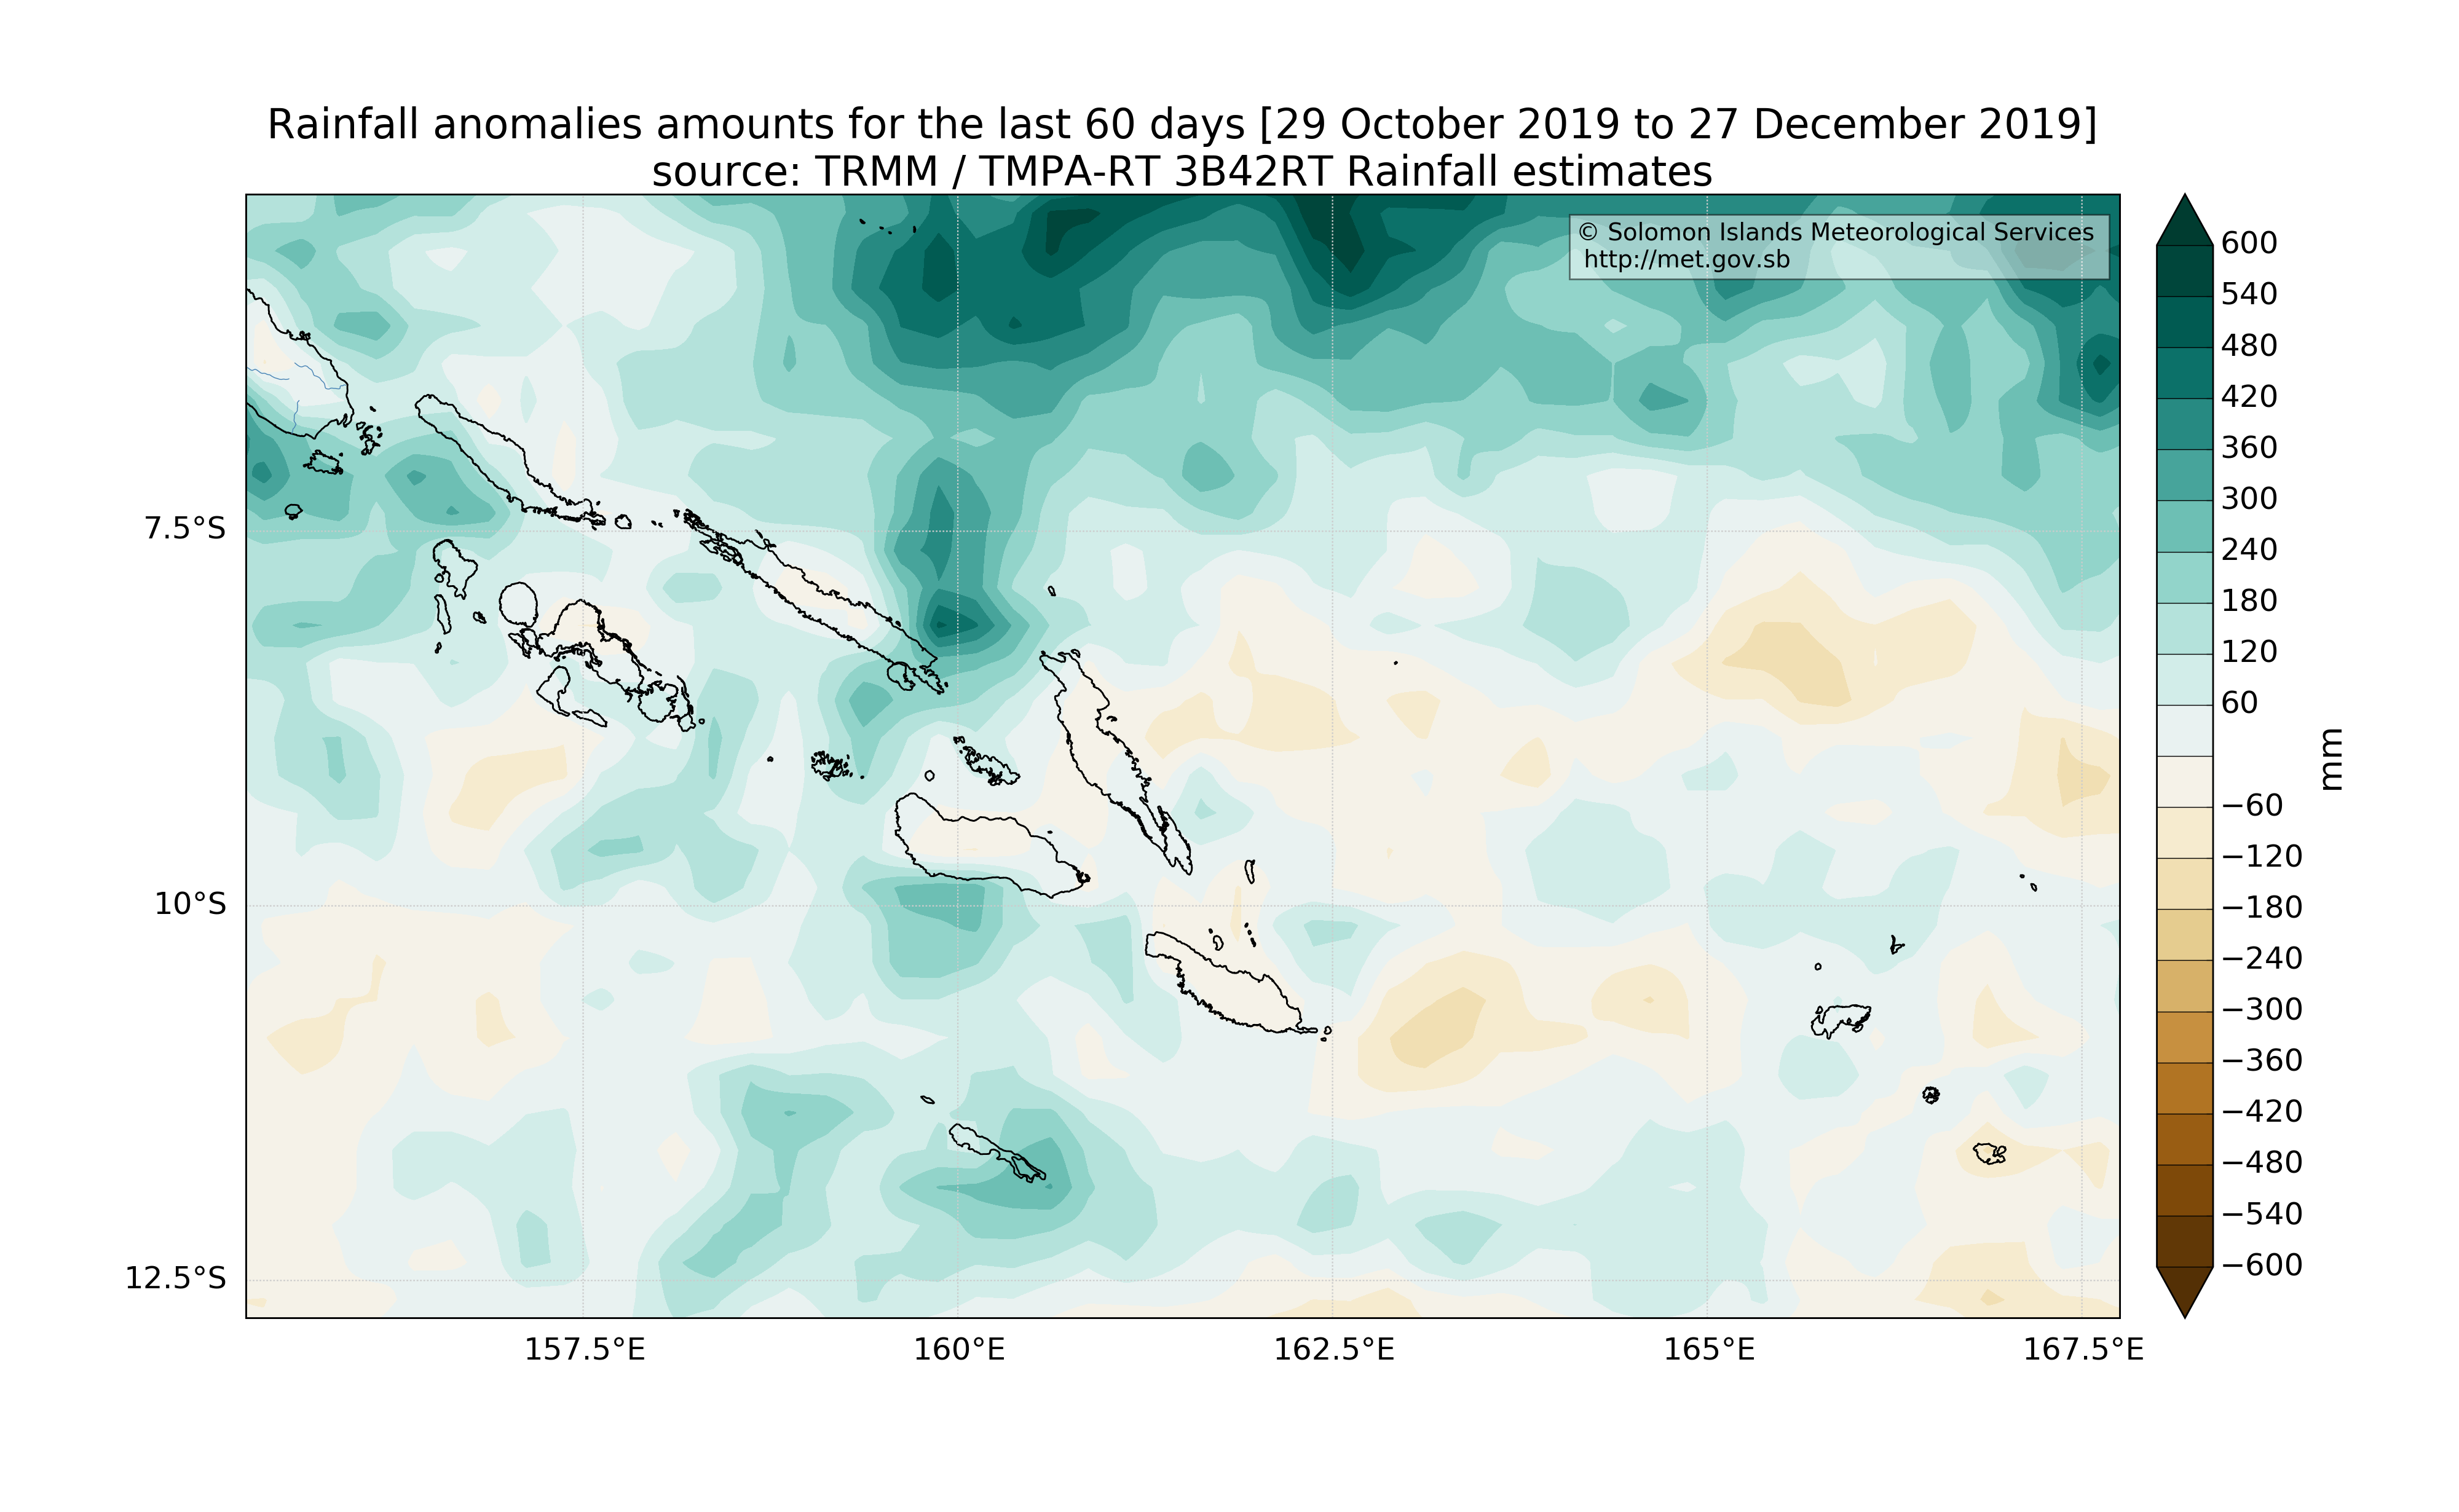 Rainfall anomalies amounts for the last 60 days [29 October 2019 to 27 December 2019]
source: TRMM / TMPA-RT 3B42RT Rainfall estimates
© Solomon Islands Meteorological Services
http://met.gov.sb
7.5°S
10°S
12.5°S
157.5°E
160°E
162.5°E
165°E
167.5°E
600
540
480
420
360
300
240
180
120
60
−60
−120
−180
−240
−300
−360
−420
−480
−540
−600
mm